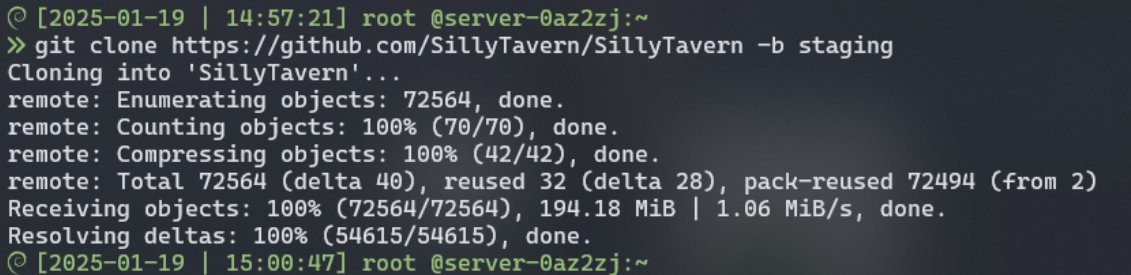 [2025-01-19 | 14:57:21] root @server-0az2zj:~
» git clone https://github.com/SillyTavern/SillyTavern -b staging
Cloning into 'SillyTavern'...
remote: Enumerating objects: 72564, done.
remote: Counting objects: 100% (70/70), done.
remote: Compressing objects: 100% (42/42), done.
remote: Total 72564 (delta 40), reused 32 (delta 28), pack-reused 72494 (from 2)
Receiving objects: 100% (72564/72564), 194.18 MiB | 1.06 MiB/s, done.
Resolving deltas: 100% (54615/54615), done.
[2025-01-19 | 15:00:47] root @server-0az2zj:~